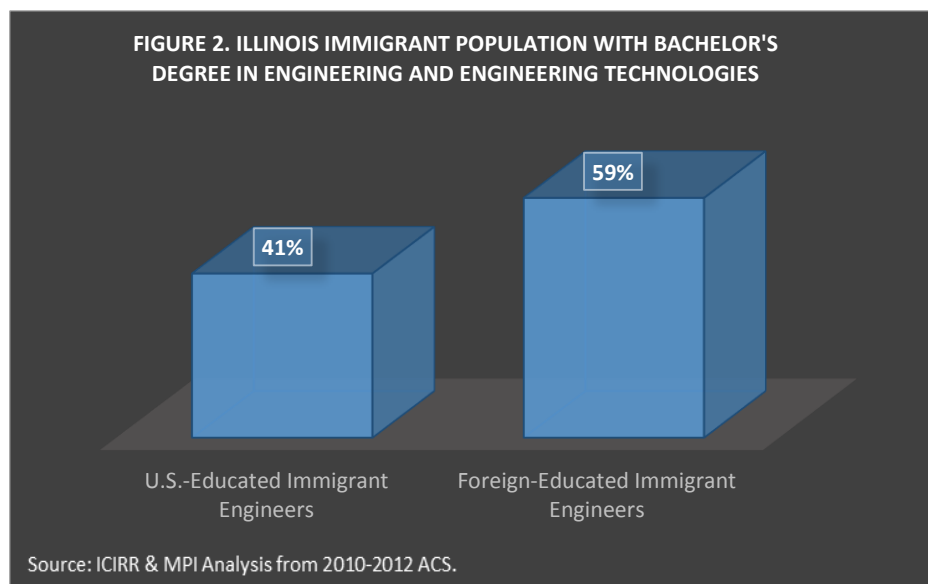 FIGURE 2. ILLINOIS IMMIGRANT POPULATION WITH BACHELOR'S
DEGREE IN ENGINEERING AND ENGINEERING TECHNOLOGIES
59%
41%
U.S.-Educated Immigrant
Engineers
Foreign-Educated Immigrant
Engineers
Source: ICIRR & MPI Analysis from 2010-2012 ACS.